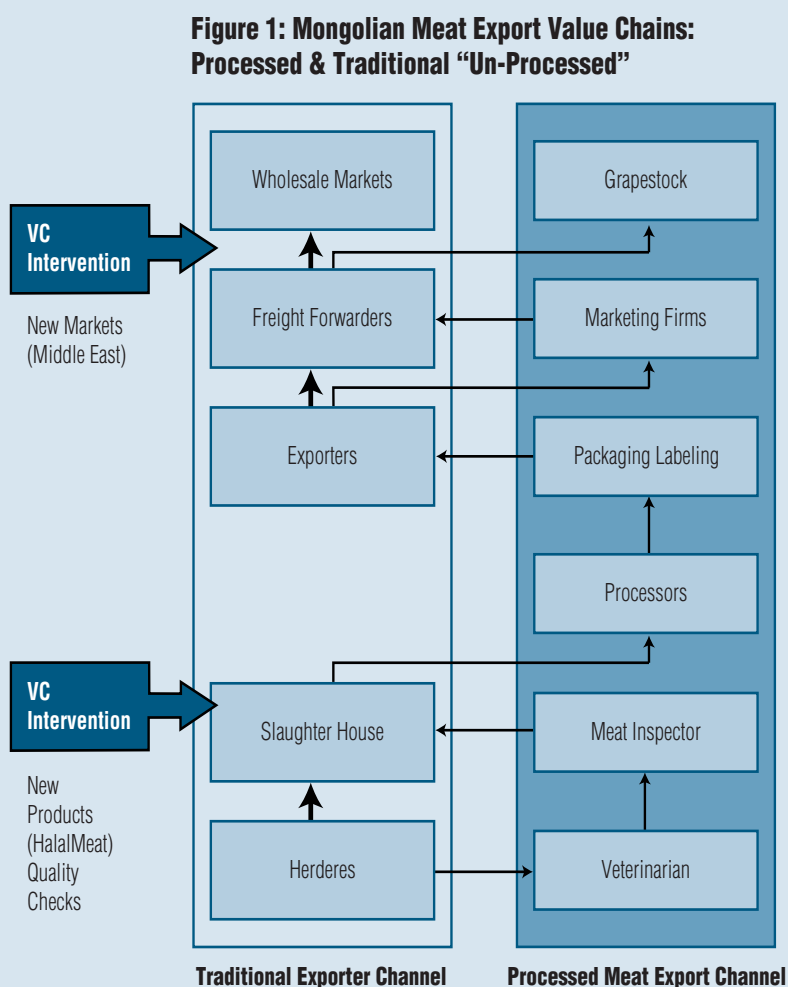 Figure 1: Mongolian Meat Export Value Chains:
Processed & Traditional “Un-Processed”
Wholesale Markets
Grapestock
VC
Intervention
New Markets
(Middle East)
Freight Forwarders
Marketing Firms
Exporters
Packaging Labeling
Processors
VC
Intervention
New
Products
(HalalMeat)
Quality
Checks
Slaughter House
Meat Inspector
Herderes
Veterinarian
Traditional Exporter Channel
Processed Meat Export Channel